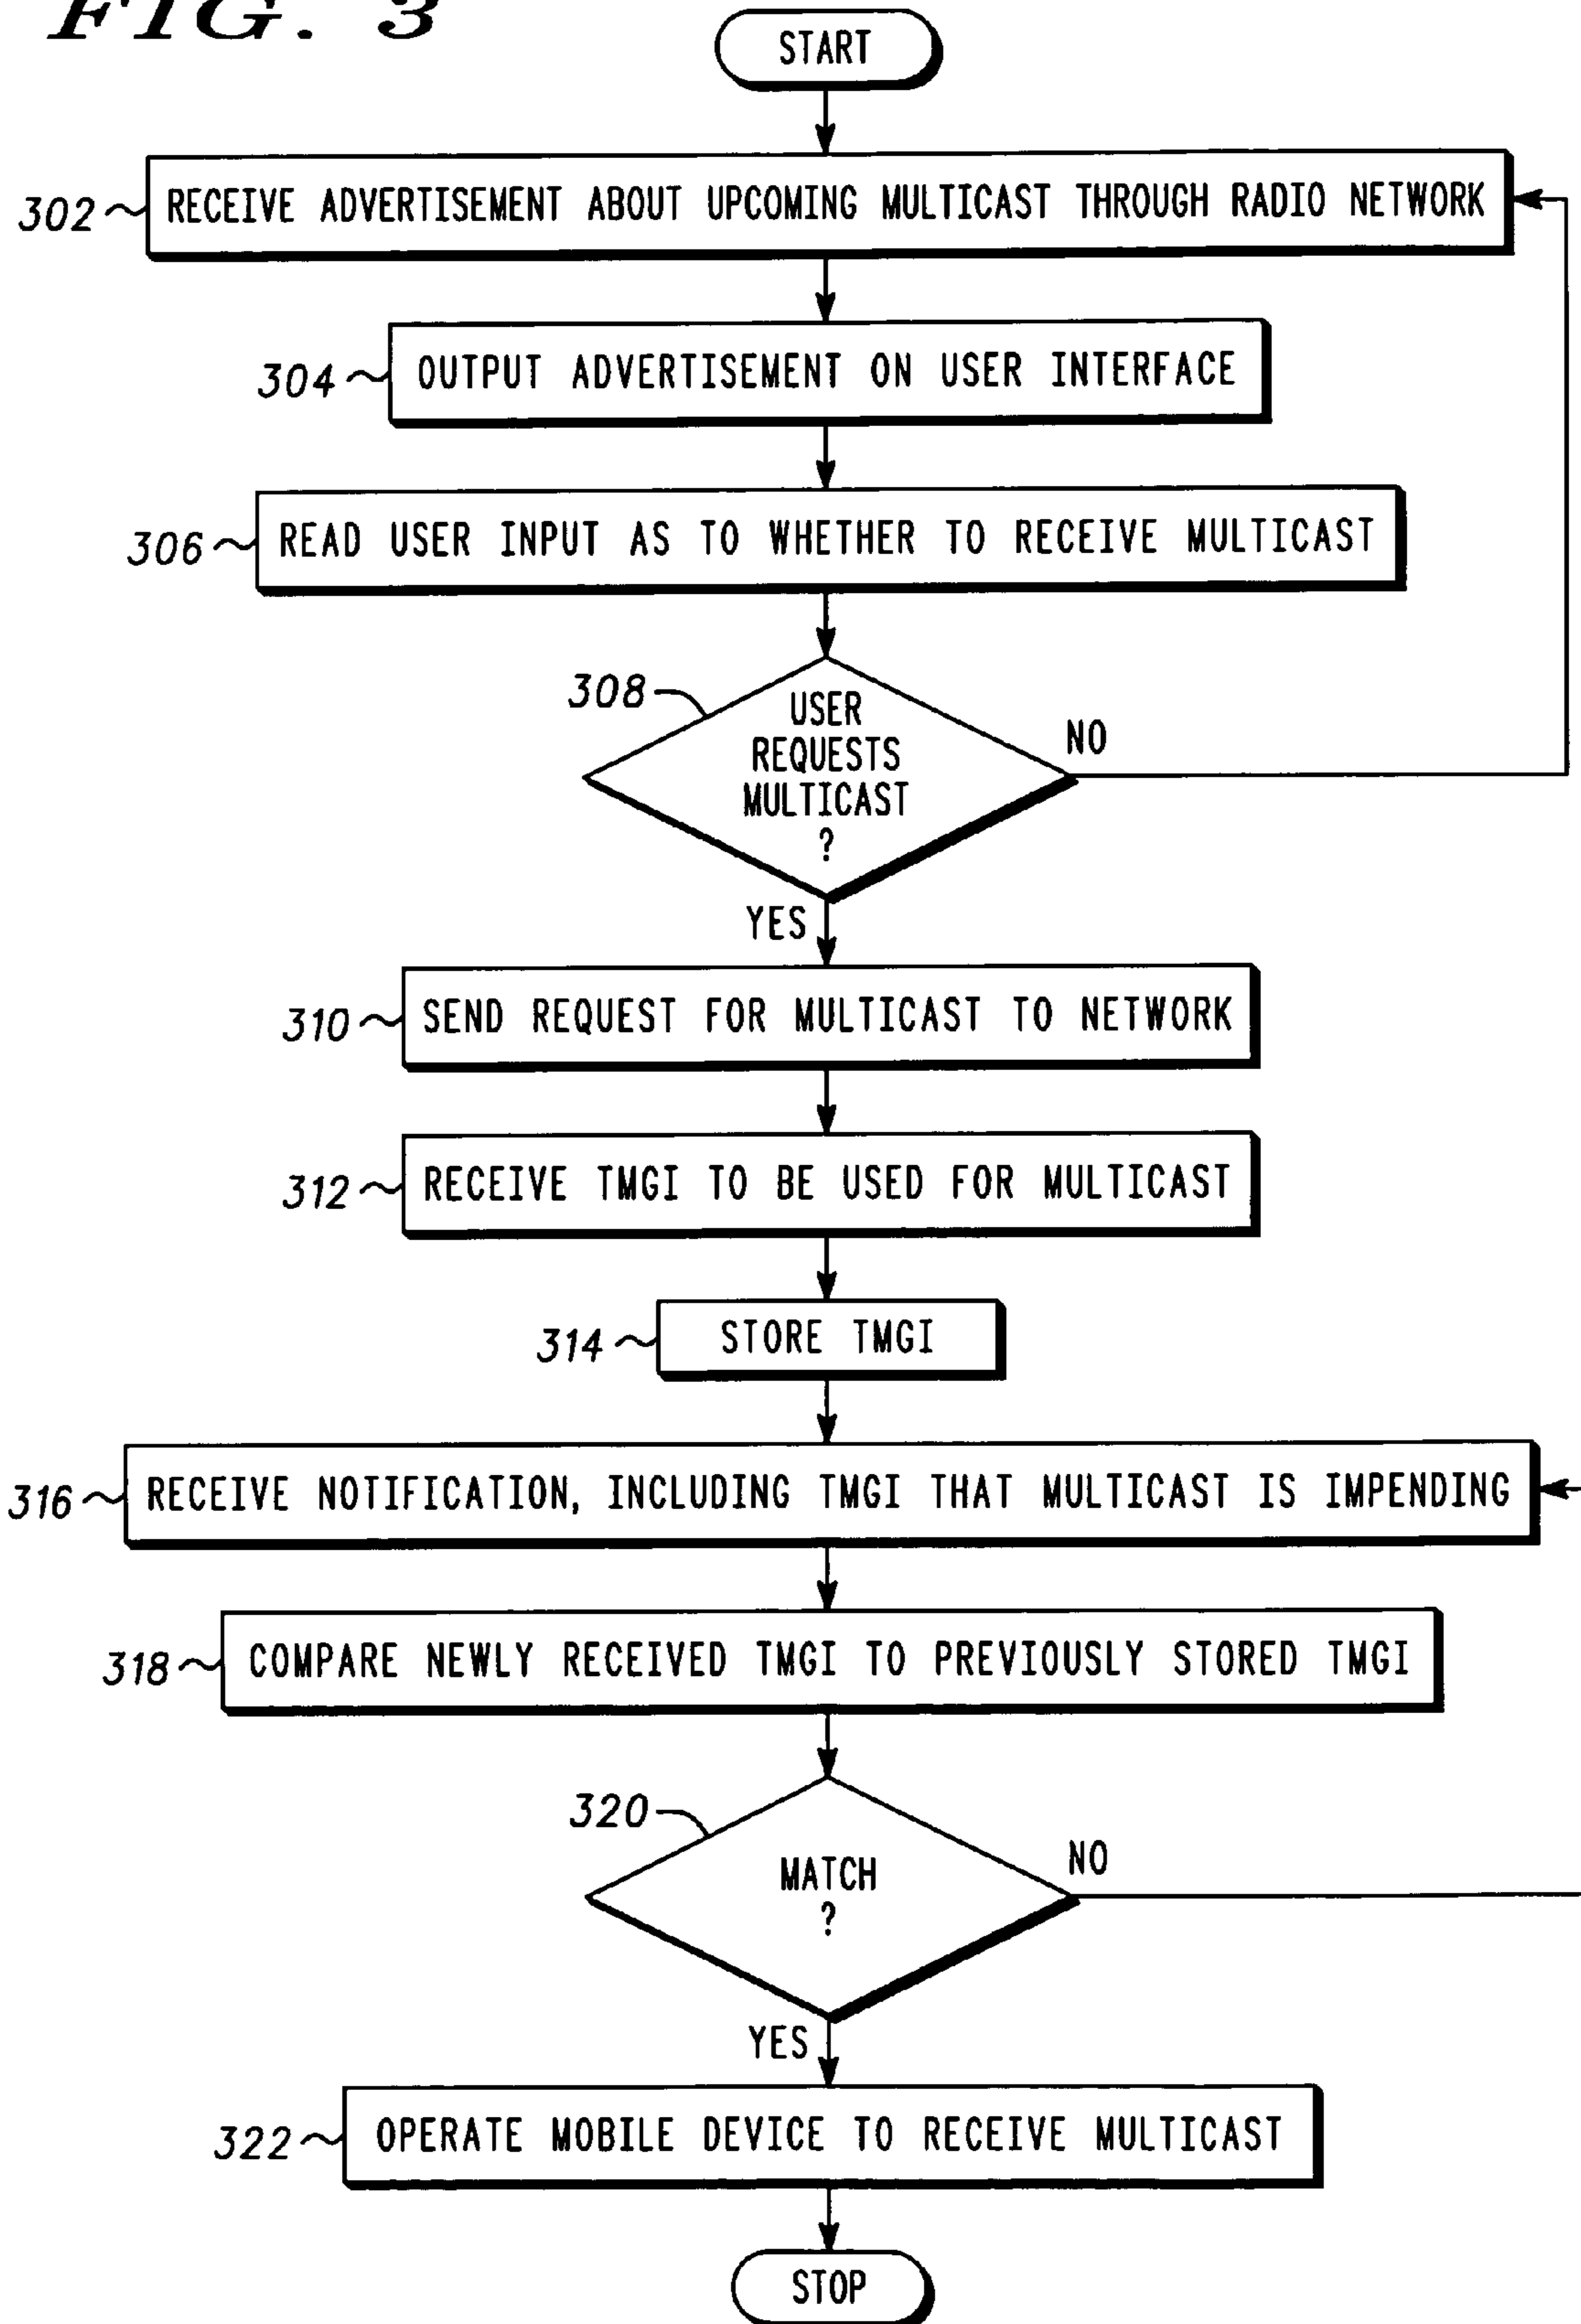 FIG. 3
START
302
RECEIVE ADVERTISEMENT ABOUT UPCOMING MULTICAST THROUGH RADIO NETWORK
304
OUTPUT ADVERTISEMENT ON USER INTERFACE
306
READ USER INPUT AS TO WHETHER TO RECEIVE MULTICAST
308
USER
REQUESTS
MULTICAST
?
NO
YES
310
SEND REQUEST FOR MULTICAST TO NETWORK
312
RECEIVE TMGI TO BE USED FOR MULTICAST
314
STORE TMGI
316
RECEIVE NOTIFICATION, INCLUDING TMGI THAT MULTICAST IS IMPENDING
318
COMPARE NEWLY RECEIVED TMGI TO PREVIOUSLY STORED TMGI
320
MATCH
?
NO
YES
322
OPERATE MOBILE DEVICE TO RECEIVE MULTICAST
STOP